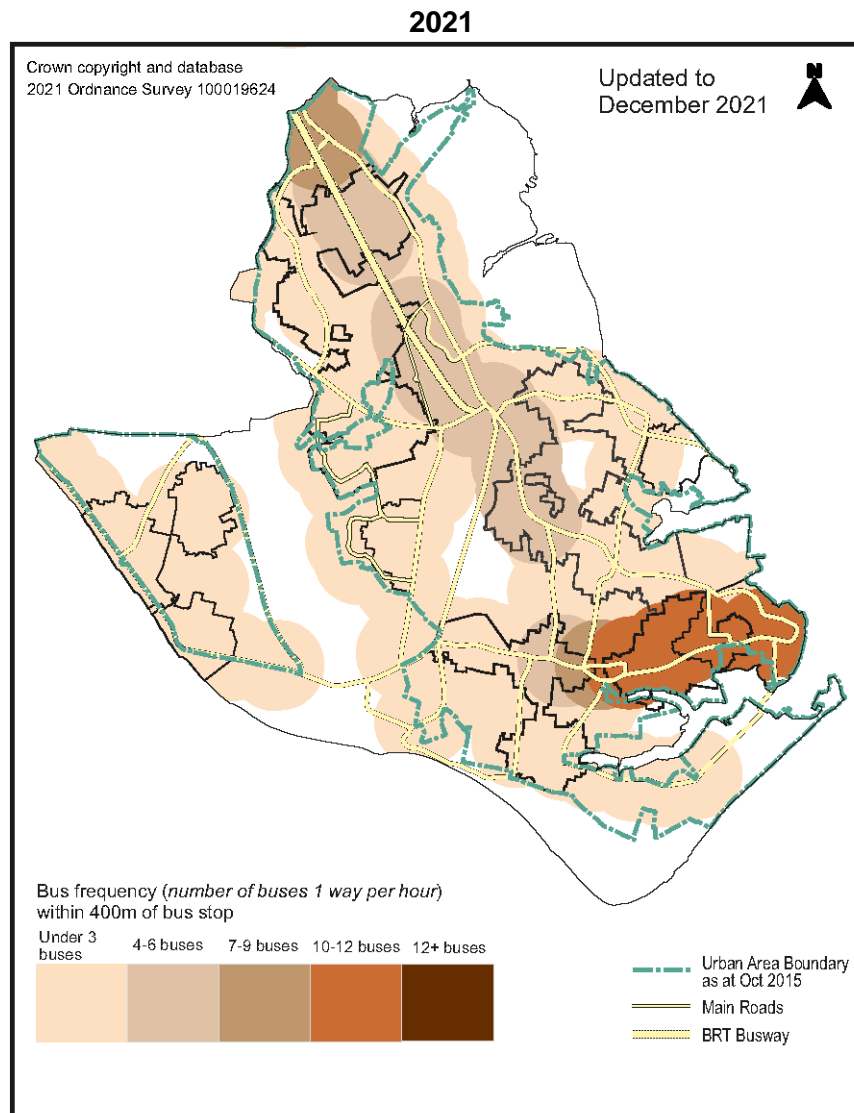 2021
Crown copyright and database
2021 Ordnance Survey 100019624
Updated to
December 2021
N
Bus frequency (number of buses 1 way per hour)
within 400m of bus stop
Under 3
buses
4-6 buses
7-9 buses
10-12 buses
12+ buses
Urban Area Boundary
as at Oct 2015
Main Roads
BRT Busway